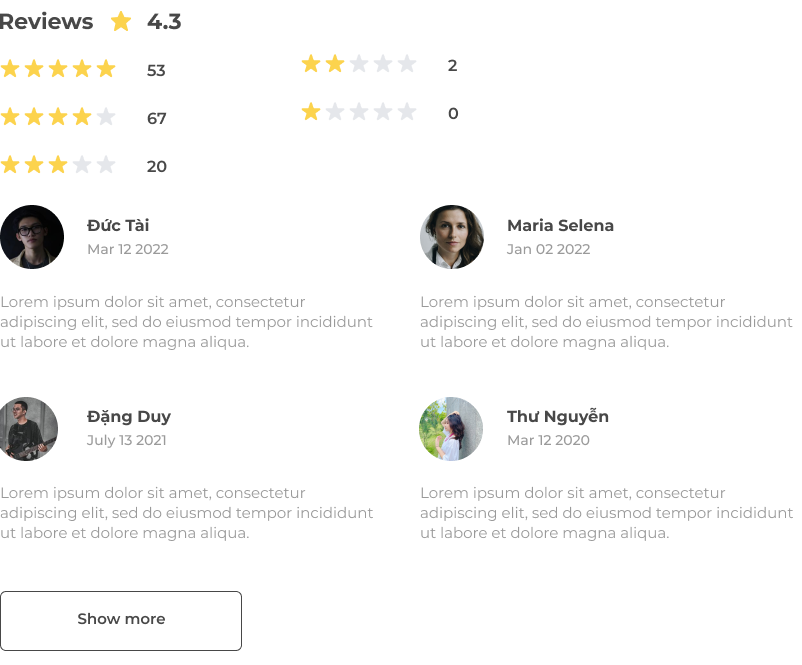 Reviews 4.3
53
2
67
0
20
Đức Tài
Mar 12 2022
Lorem ipsum dolor sit amet, consectetur
adipiscing elit, sed do eiusmod tempor incididunt
ut labore et dolore magna aliqua.
Maria Selena
Jan 02 2022
Lorem ipsum dolor sit amet, consectetur
adipiscing elit, sed do eiusmod tempor incididunt
ut labore et dolore magna aliqua.
Đặng Duy
July 13 2021
Lorem ipsum dolor sit amet, consectetur
adipiscing elit, sed do eiusmod tempor incididunt
ut labore et dolore magna aliqua.
Thư Nguyễn
Mar 12 2020
Lorem ipsum dolor sit amet, consectetur
adipiscing elit, sed do eiusmod tempor incididunt
ut labore et dolore magna aliqua.
Show more